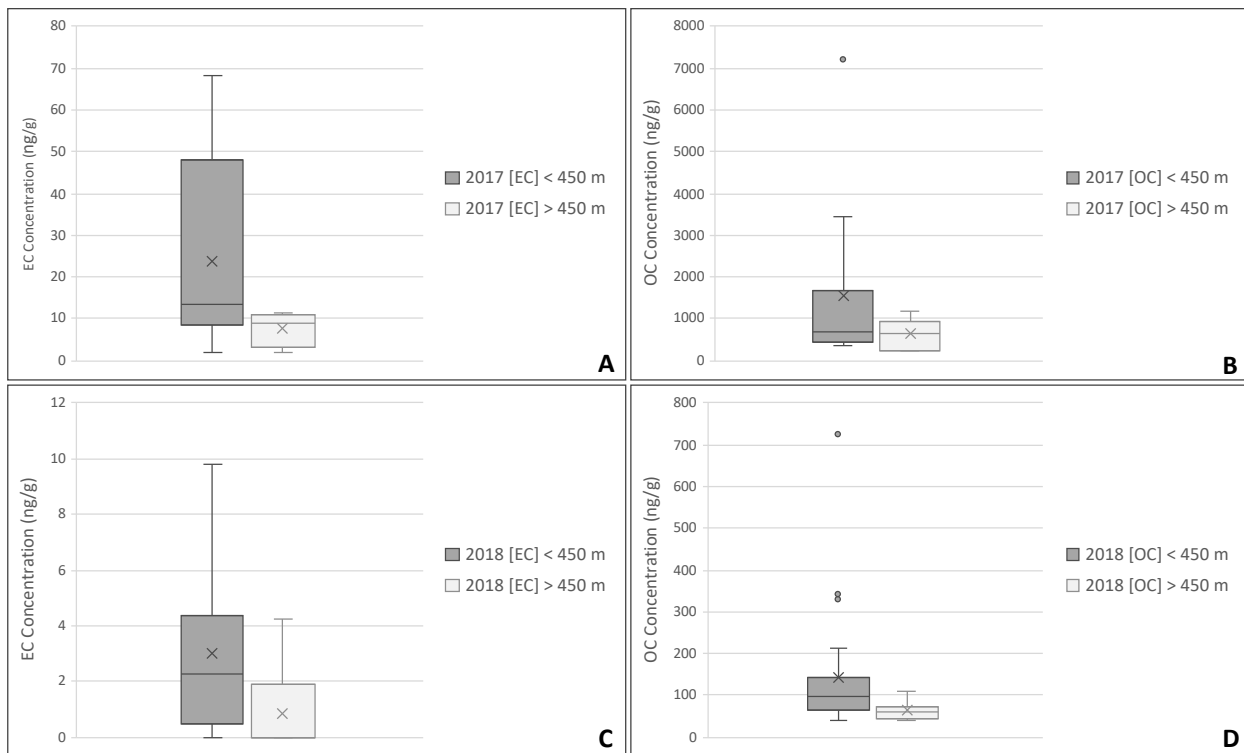 80
70
60
50
40
30
20
10
0
EC Concentration (ng/g)
2017 [EC] < 450 m
2017 [EC] > 450 m
A
8000
7000
6000
5000
4000
3000
2000
1000
0
OC Concentration (ng/g)
2017 [OC] < 450 m
2017 [OC] > 450 m
B
12
10
8
6
4
2
0
EC Concentration (ng/g)
2018 [EC] < 450 m
2018 [EC] > 450 m
C
800
700
600
500
400
300
200
100
0
OC Concentration (ng/g)
2018 [OC] < 450 m
2018 [OC] > 450 m
D